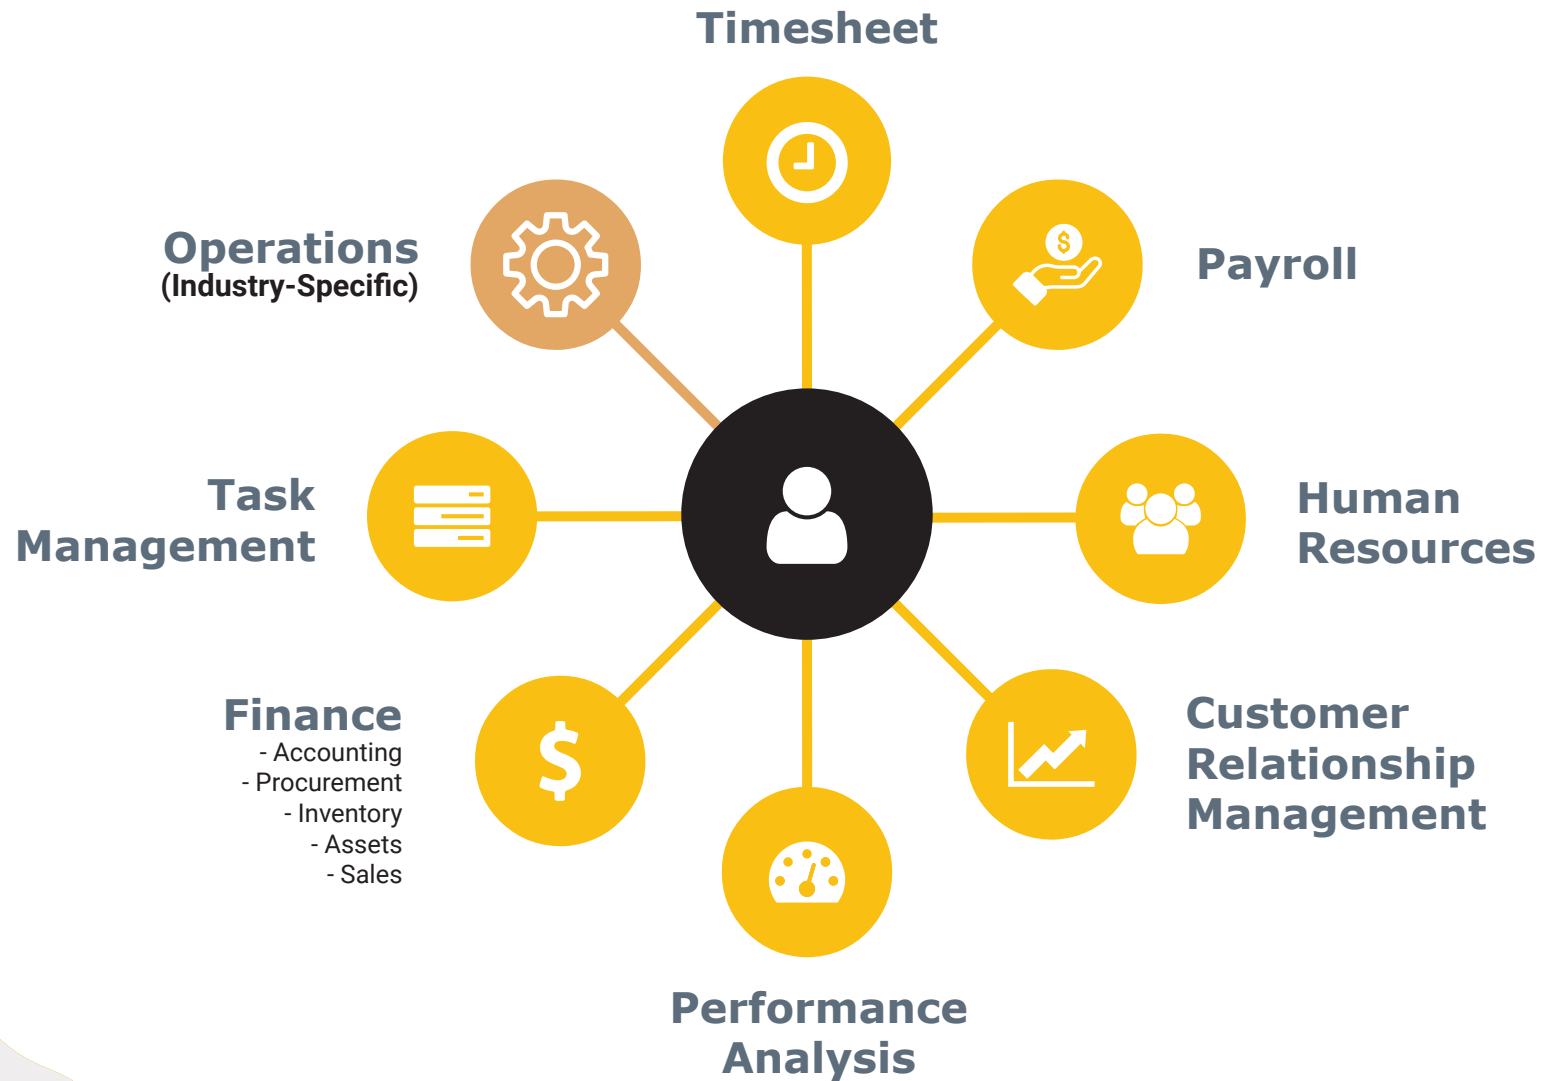 Timesheet
Operations
(Industry-Specific)
Payroll
Task
Management
Human
Resources
Finance
- Accounting
- Procurement
- Inventory
- Assets
- Sales
Customer
Relationship
Management
Performance
Analysis